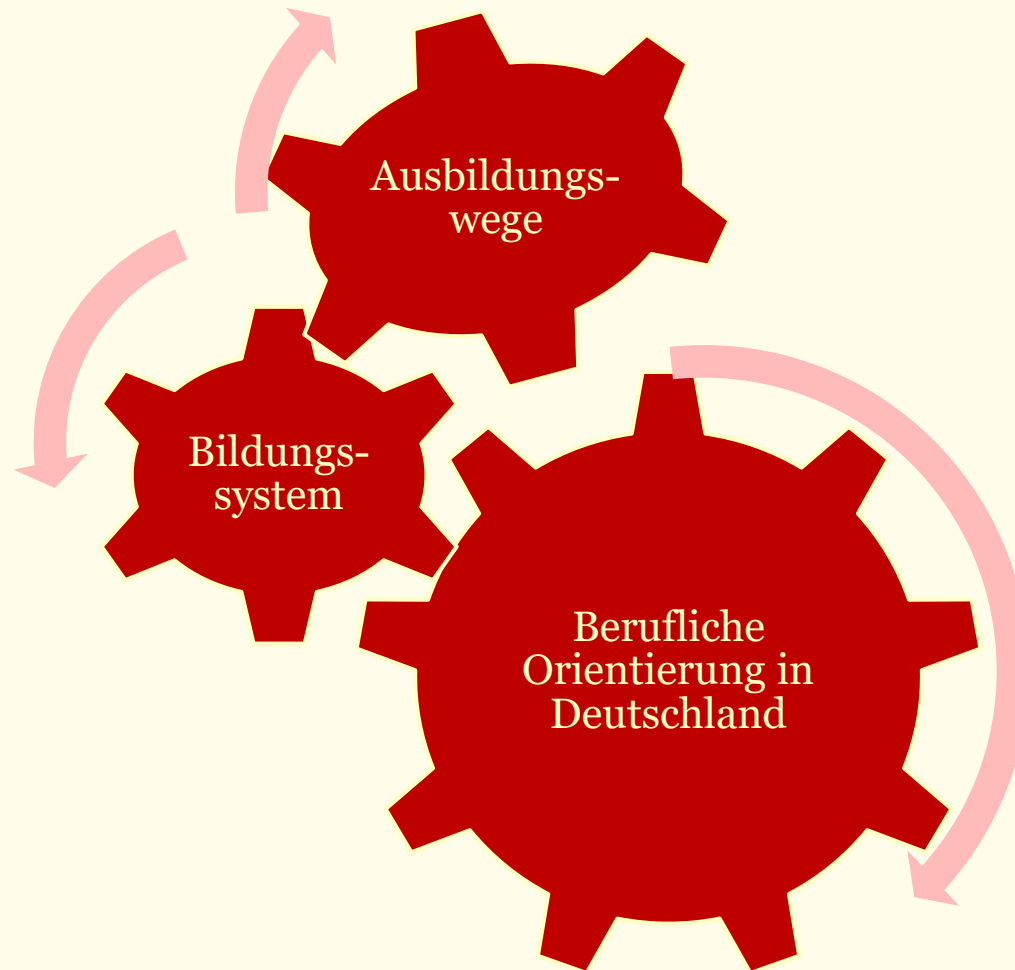 Ausbildungs-
wege
Bildungs-
system
Berufliche
Orientierung in
Deutschland